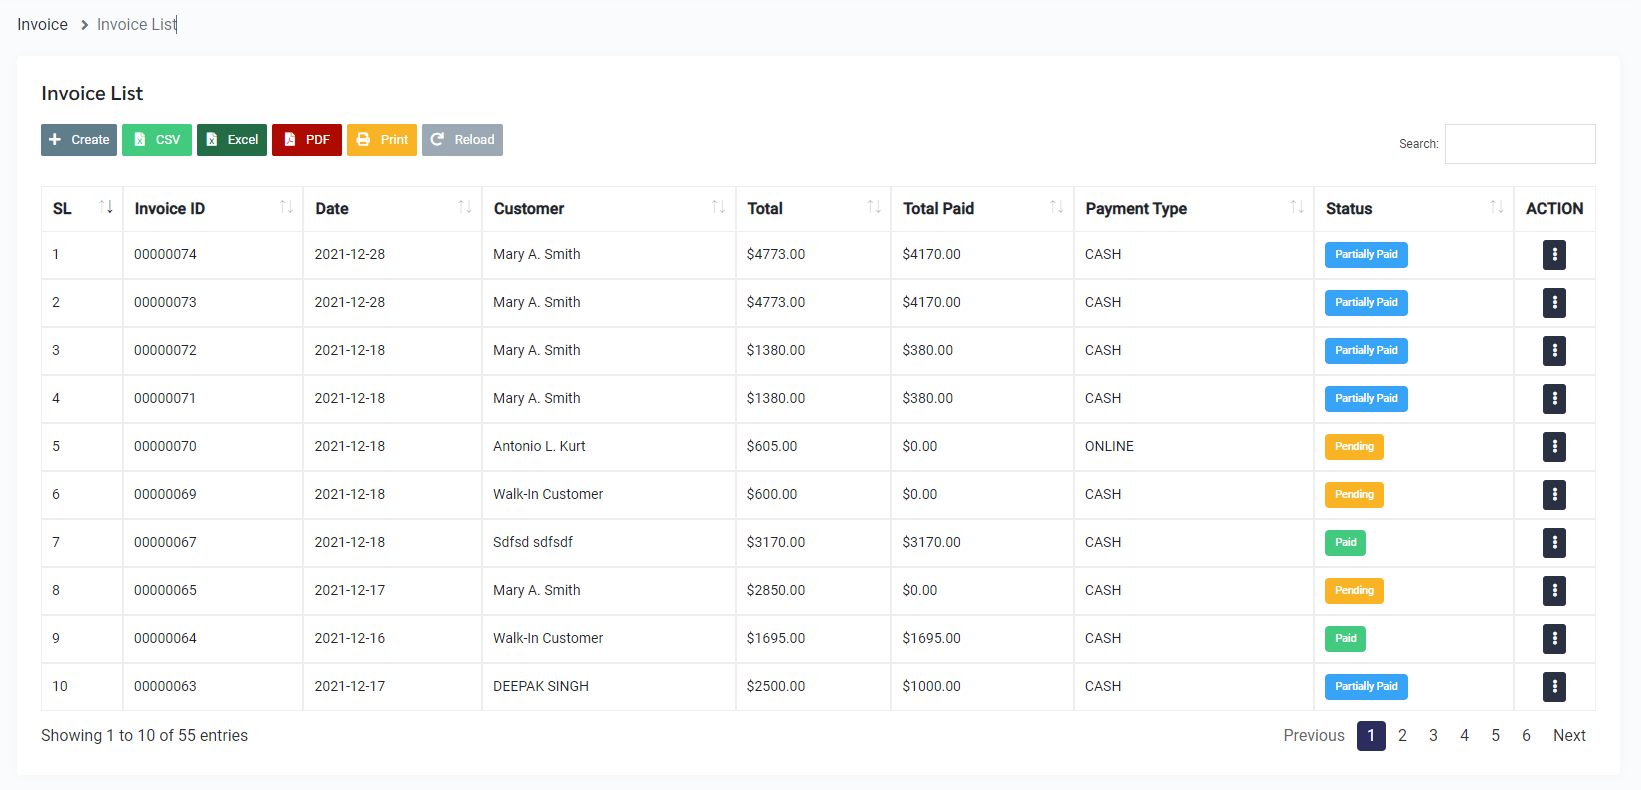 Invoice > Invoice List
Invoice List
Create CSV Excel PDF Print Reload
Search:
SL Invoice ID Date Customer Total Total Paid Payment Type Status ACTION
1 00000074 2021-12-28 Mary A. Smith $4773.00 $4170.00 CASH Partially Paid
2 00000073 2021-12-28 Mary A. Smith $4773.00 $4170.00 CASH Partially Paid
3 00000072 2021-12-18 Mary A. Smith $1380.00 $380.00 CASH Partially Paid
4 00000071 2021-12-18 Mary A. Smith $1380.00 $380.00 CASH Partially Paid
5 00000070 2021-12-18 Antonio L. Kurt $605.00 $0.00 ONLINE Pending
6 00000069 2021-12-18 Walk-In Customer $600.00 $0.00 CASH Pending
7 00000067 2021-12-18 Sdfsd sdfsdf $3170.00 $3170.00 CASH Paid
8 00000065 2021-12-17 Mary A. Smith $2850.00 $0.00 CASH Pending
9 00000064 2021-12-16 Walk-In Customer $1695.00 $1695.00 CASH Paid
10 00000063 2021-12-17 DEEPAK SINGH $2500.00 $1000.00 CASH Partially Paid
Showing 1 to 10 of 55 entries Previous 1 2 3 4 5 6 Next